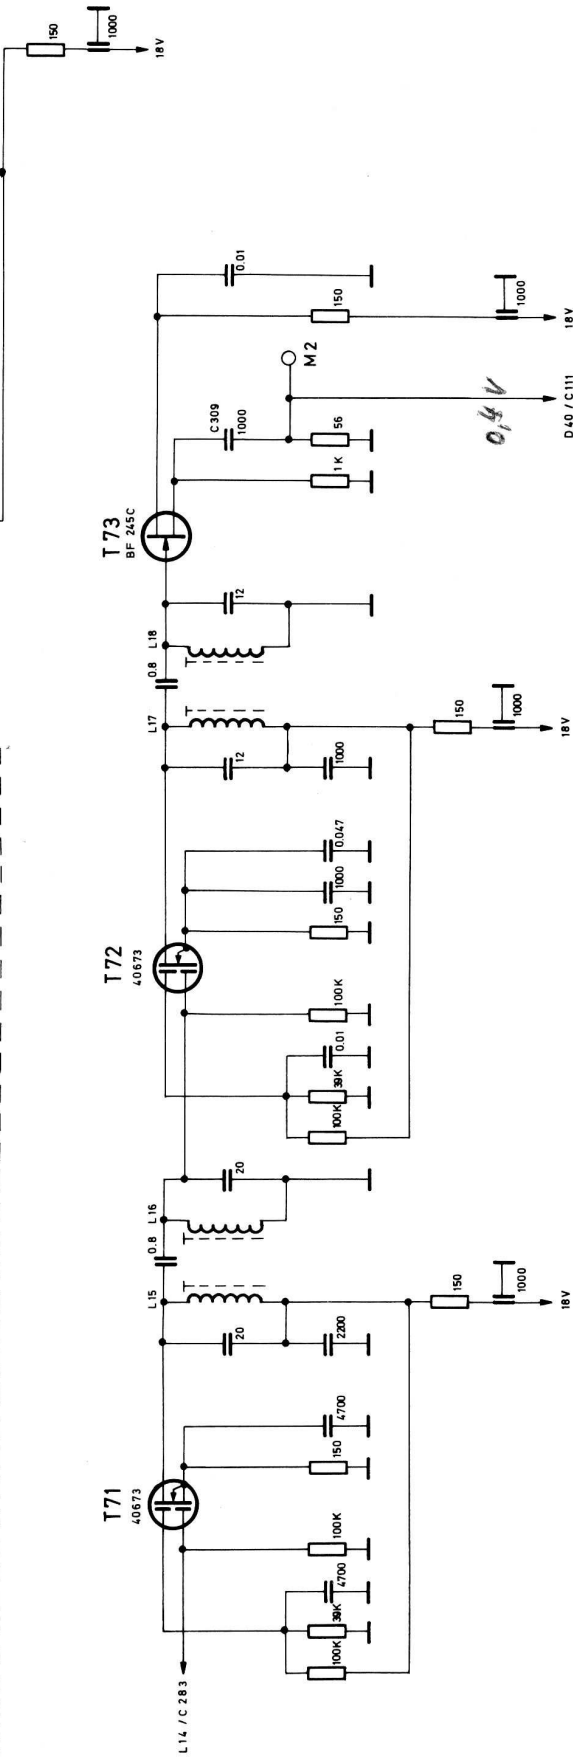 150
1000
18V
0.01
150
1000
18V
M2
C309
1000
56
1K
0,4 V
D40 / C111
T73
BF 245C
12
L18
0.8
L17
12
1000
150
1000
18V
T72
40673
0.047
1000
150
100K
0.01
39K
100K
20
L16
0.8
L15
20
2200
150
1000
18V
T71
40673
4700
150
100K
4700
39K
100K
L14 / C283